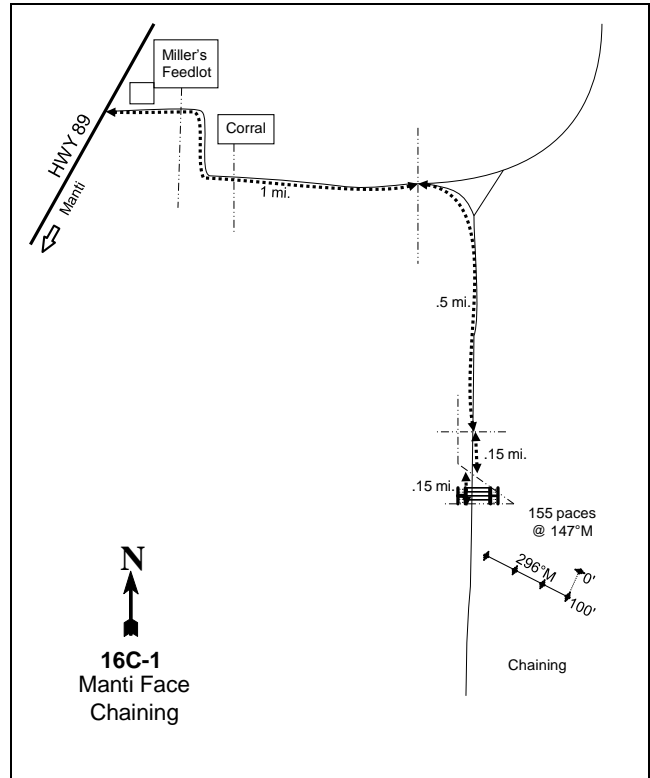 Miller's
Feedlot
HWY 89
Corral
Manti
1 mi.
.5 mi.
.15 mi.
.15 mi.
155 paces
@ 147°M
296°M
0'
100'
N
16C-1
Manti Face
Chaining
Chaining